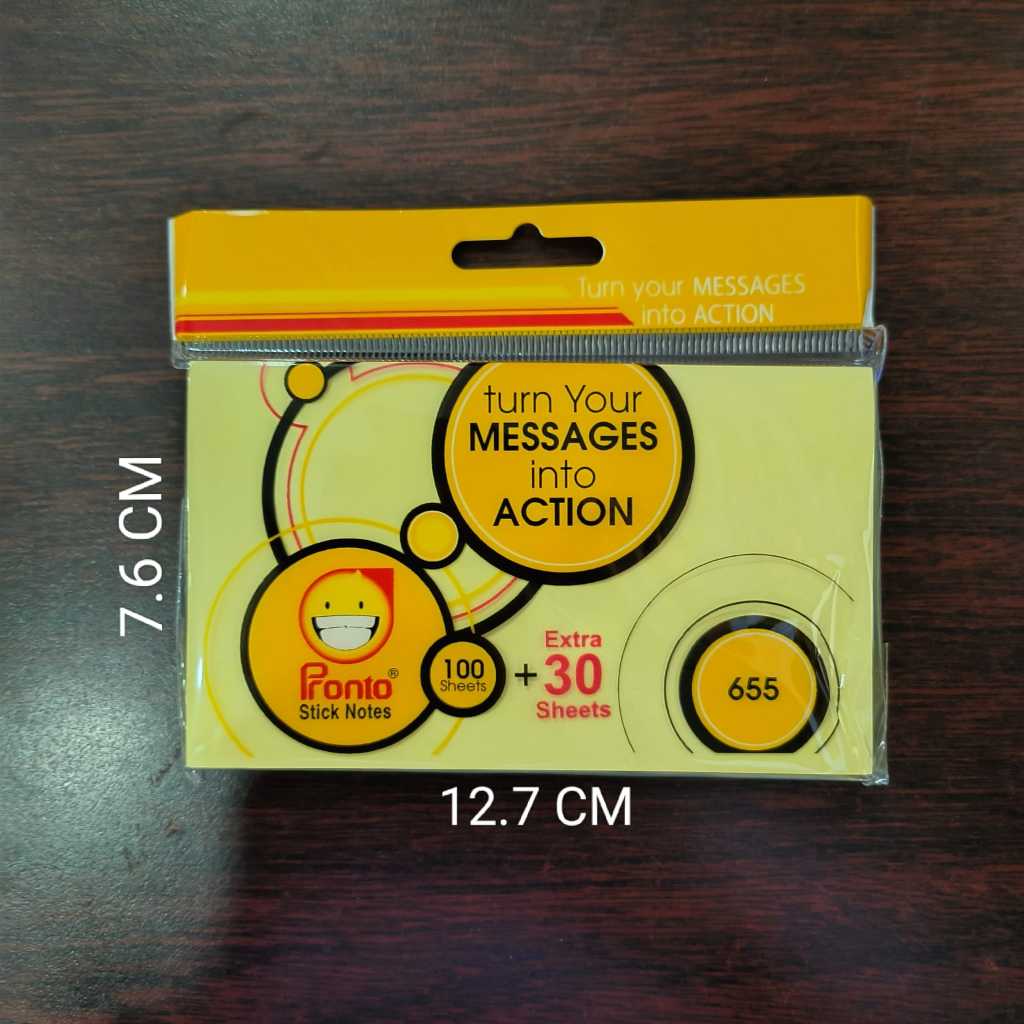 Turn your MESSAGES
into ACTION
turn Your
MESSAGES
into
ACTION
7.6 CM
Pronto®
Stick Notes
100
Sheets
+
Extra
30
Sheets
655
12.7 CM